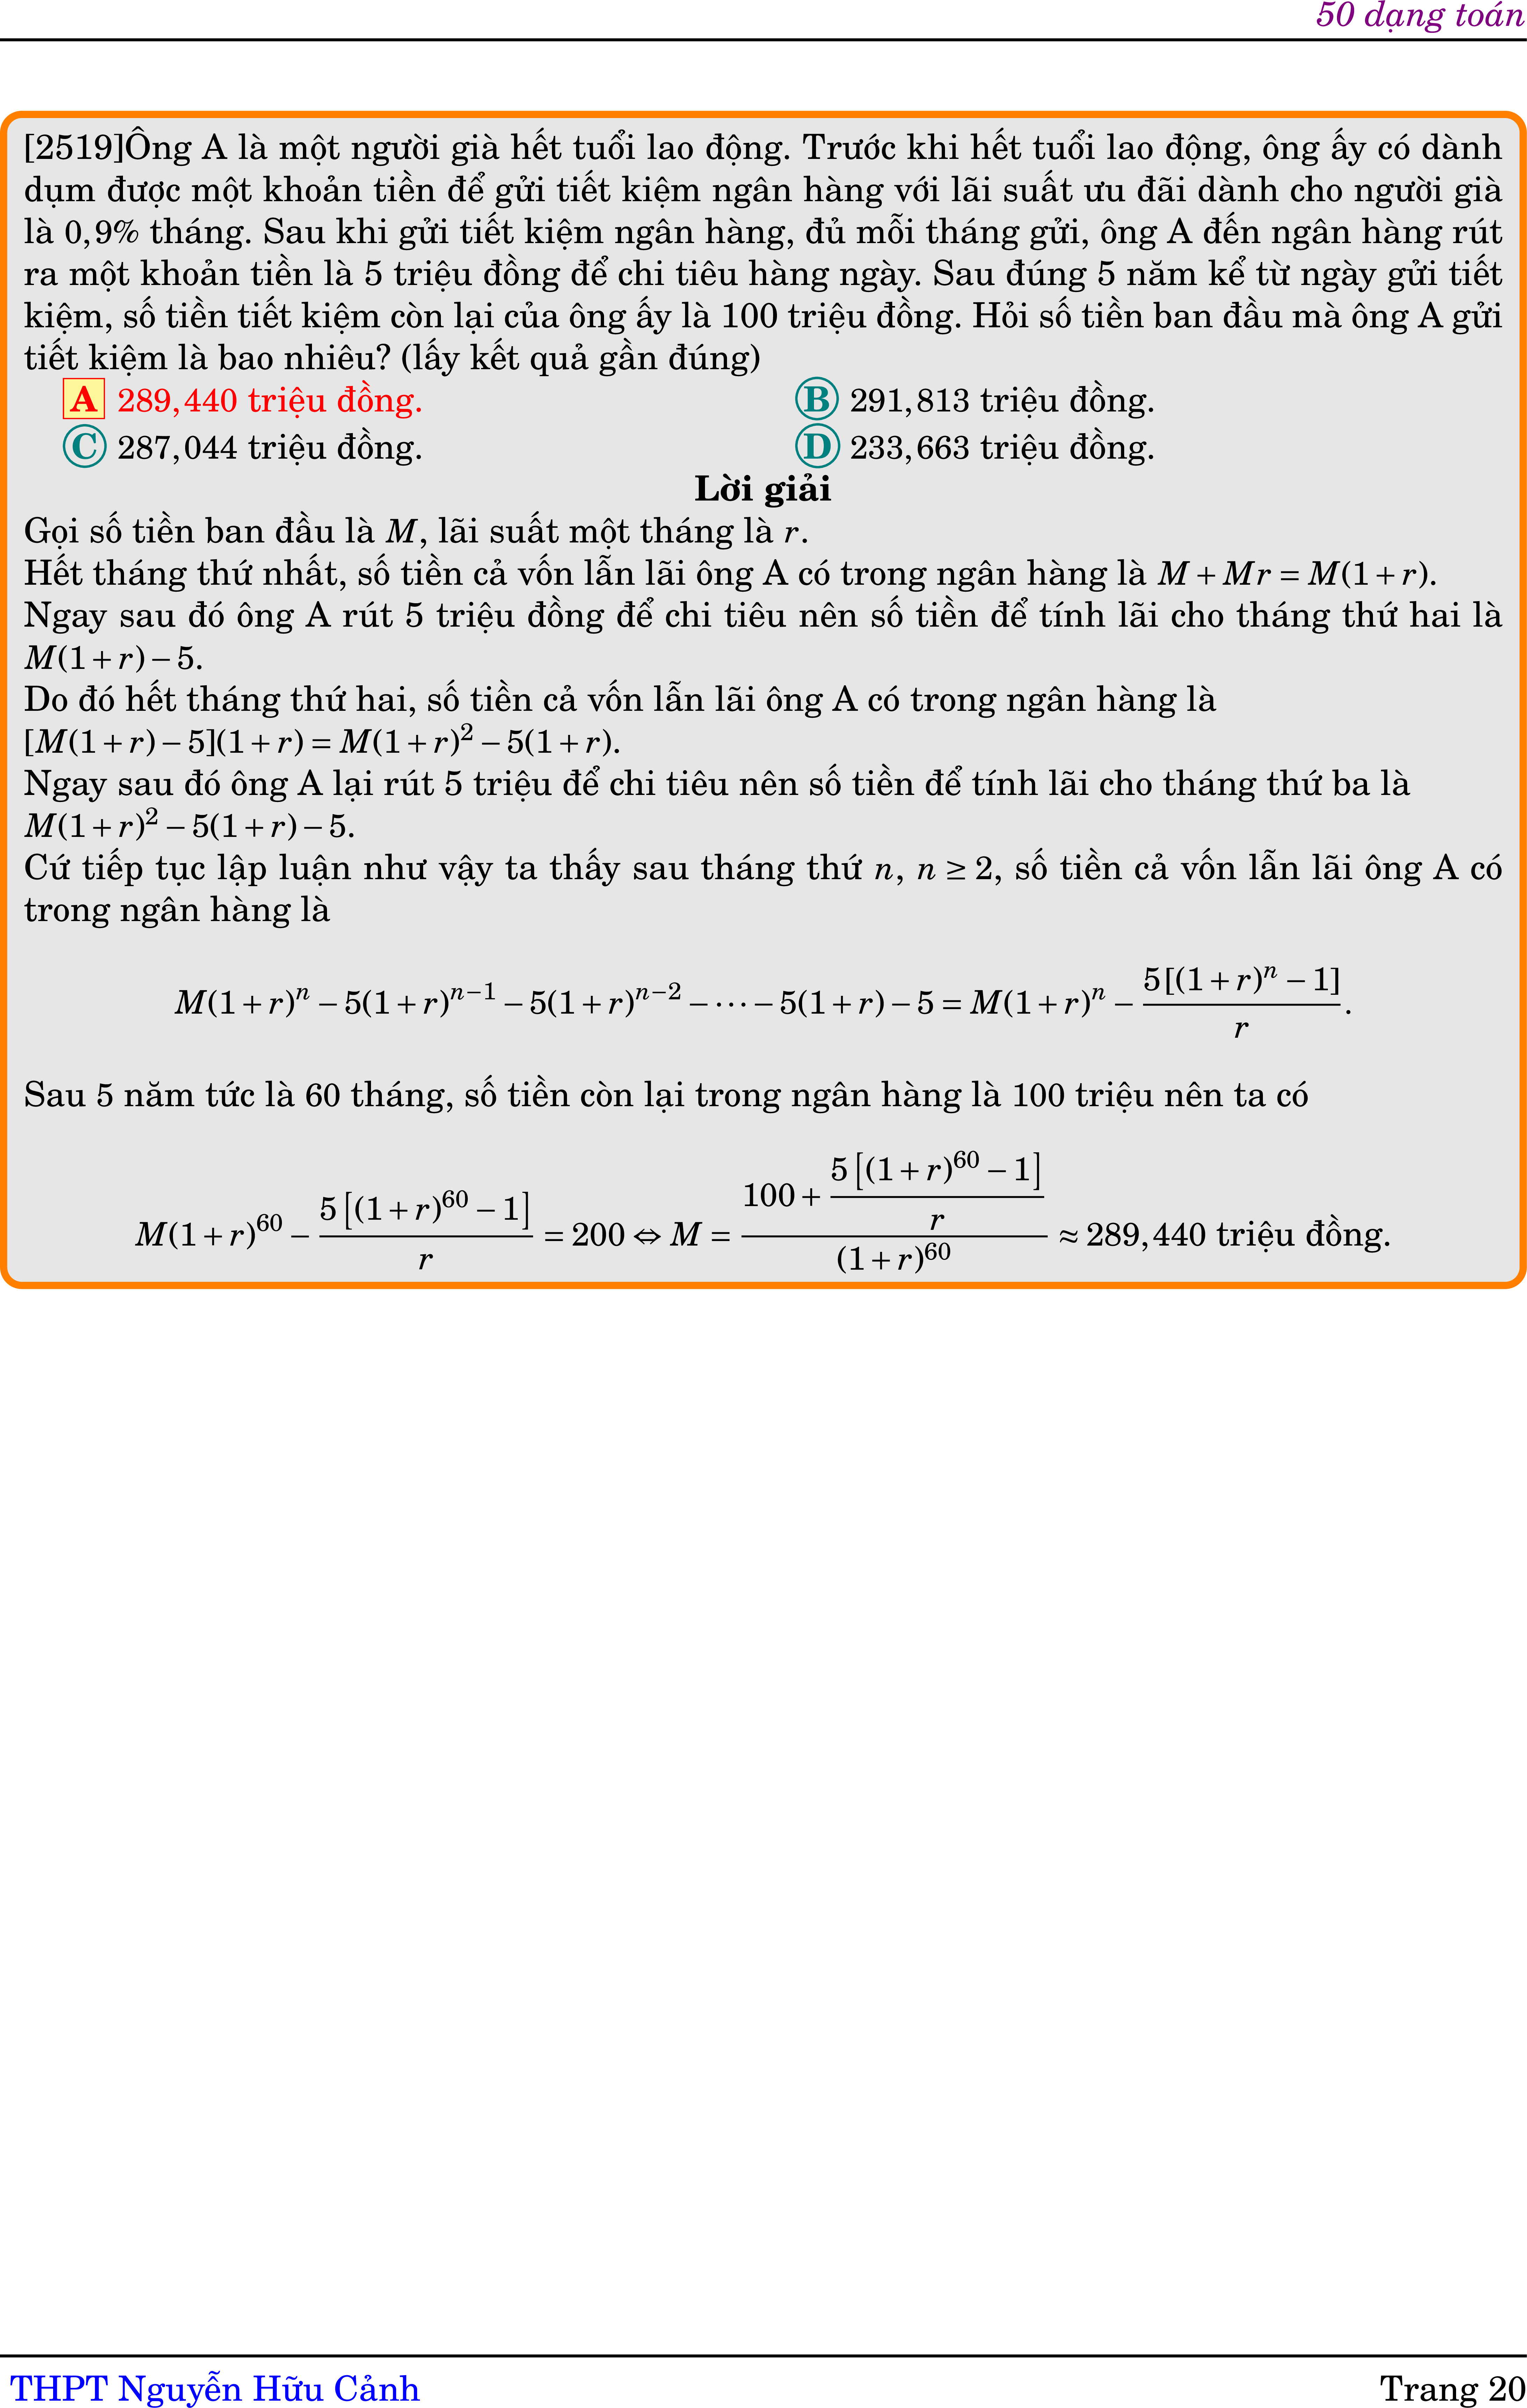 50 dạng toán
[2519]Ông A là một người già hết tuổi lao động. Trước khi hết tuổi lao động, ông ấy có dành
dụm được một khoản tiền để gửi tiết kiệm ngân hàng với lãi suất ưu đãi dành cho người già
là 0,9% tháng. Sau khi gửi tiết kiệm ngân hàng, đủ mỗi tháng gửi, ông A đến ngân hàng rút
ra một khoản tiền là 5 triệu đồng để chi tiêu hàng ngày. Sau đúng 5 năm kể từ ngày gửi tiết
kiệm, số tiền tiết kiệm còn lại của ông ấy là 100 triệu đồng. Hỏi số tiền ban đầu mà ông A gửi
tiết kiệm là bao nhiêu? (lấy kết quả gần đúng)
A 289,440 triệu đồng. B 291,813 triệu đồng.
C 287,044 triệu đồng. D 233,663 triệu đồng.
Lời giải
Gọi số tiền ban đầu là M, lãi suất một tháng là r.
Hết tháng thứ nhất, số tiền cả vốn lẫn lãi ông A có trong ngân hàng là M + Mr = M(1 + r).
Ngay sau đó ông A rút 5 triệu đồng để chi tiêu nên số tiền để tính lãi cho tháng thứ hai là
M(1 + r) − 5.
Do đó hết tháng thứ hai, số tiền cả vốn lẫn lãi ông A có trong ngân hàng là
[M(1 + r) − 5](1 + r) = M(1 + r)^2 − 5(1 + r).
Ngay sau đó ông A lại rút 5 triệu để chi tiêu nên số tiền để tính lãi cho tháng thứ ba là
M(1 + r)^2 − 5(1 + r) − 5.
Cứ tiếp tục lập luận như vậy ta thấy sau tháng thứ n, n ≥ 2, số tiền cả vốn lẫn lãi ông A có
trong ngân hàng là
M(1 + r)^n − 5(1 + r)^{n−1} − 5(1 + r)^{n−2} − ··· − 5(1 + r) − 5 = M(1 + r)^n − \frac{5[(1 + r)^n − 1]}{r}.
Sau 5 năm tức là 60 tháng, số tiền còn lại trong ngân hàng là 100 triệu nên ta có
M(1 + r)^{60} − \frac{5[(1 + r)^{60} − 1]}{r} = 200 ⇔ M = \frac{100 + \frac{5[(1 + r)^{60} − 1]}{r}}{(1 + r)^{60}} ≈ 289,440 triệu đồng.
THPT Nguyễn Hữu Cảnh Trang 20